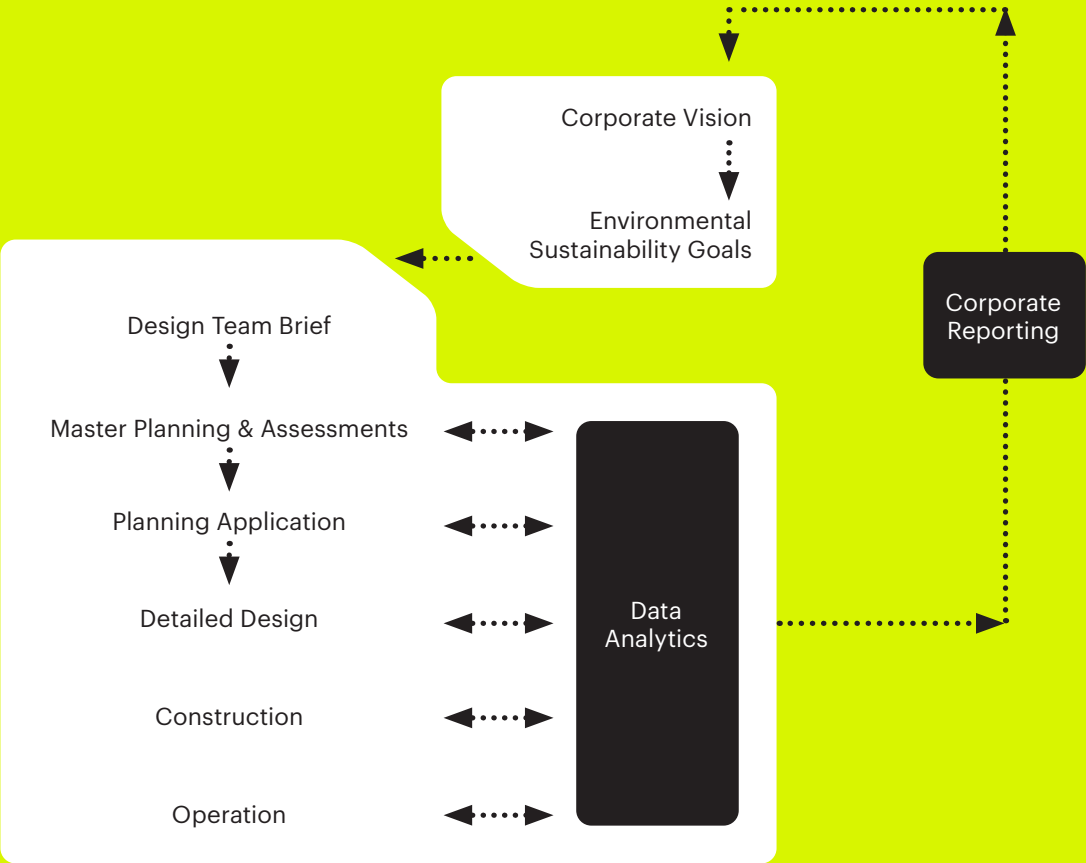 Corporate Vision
Environmental
Sustainability Goals
Corporate
Reporting
Design Team Brief
Master Planning & Assessments
Planning Application
Detailed Design
Construction
Operation
Data
Analytics